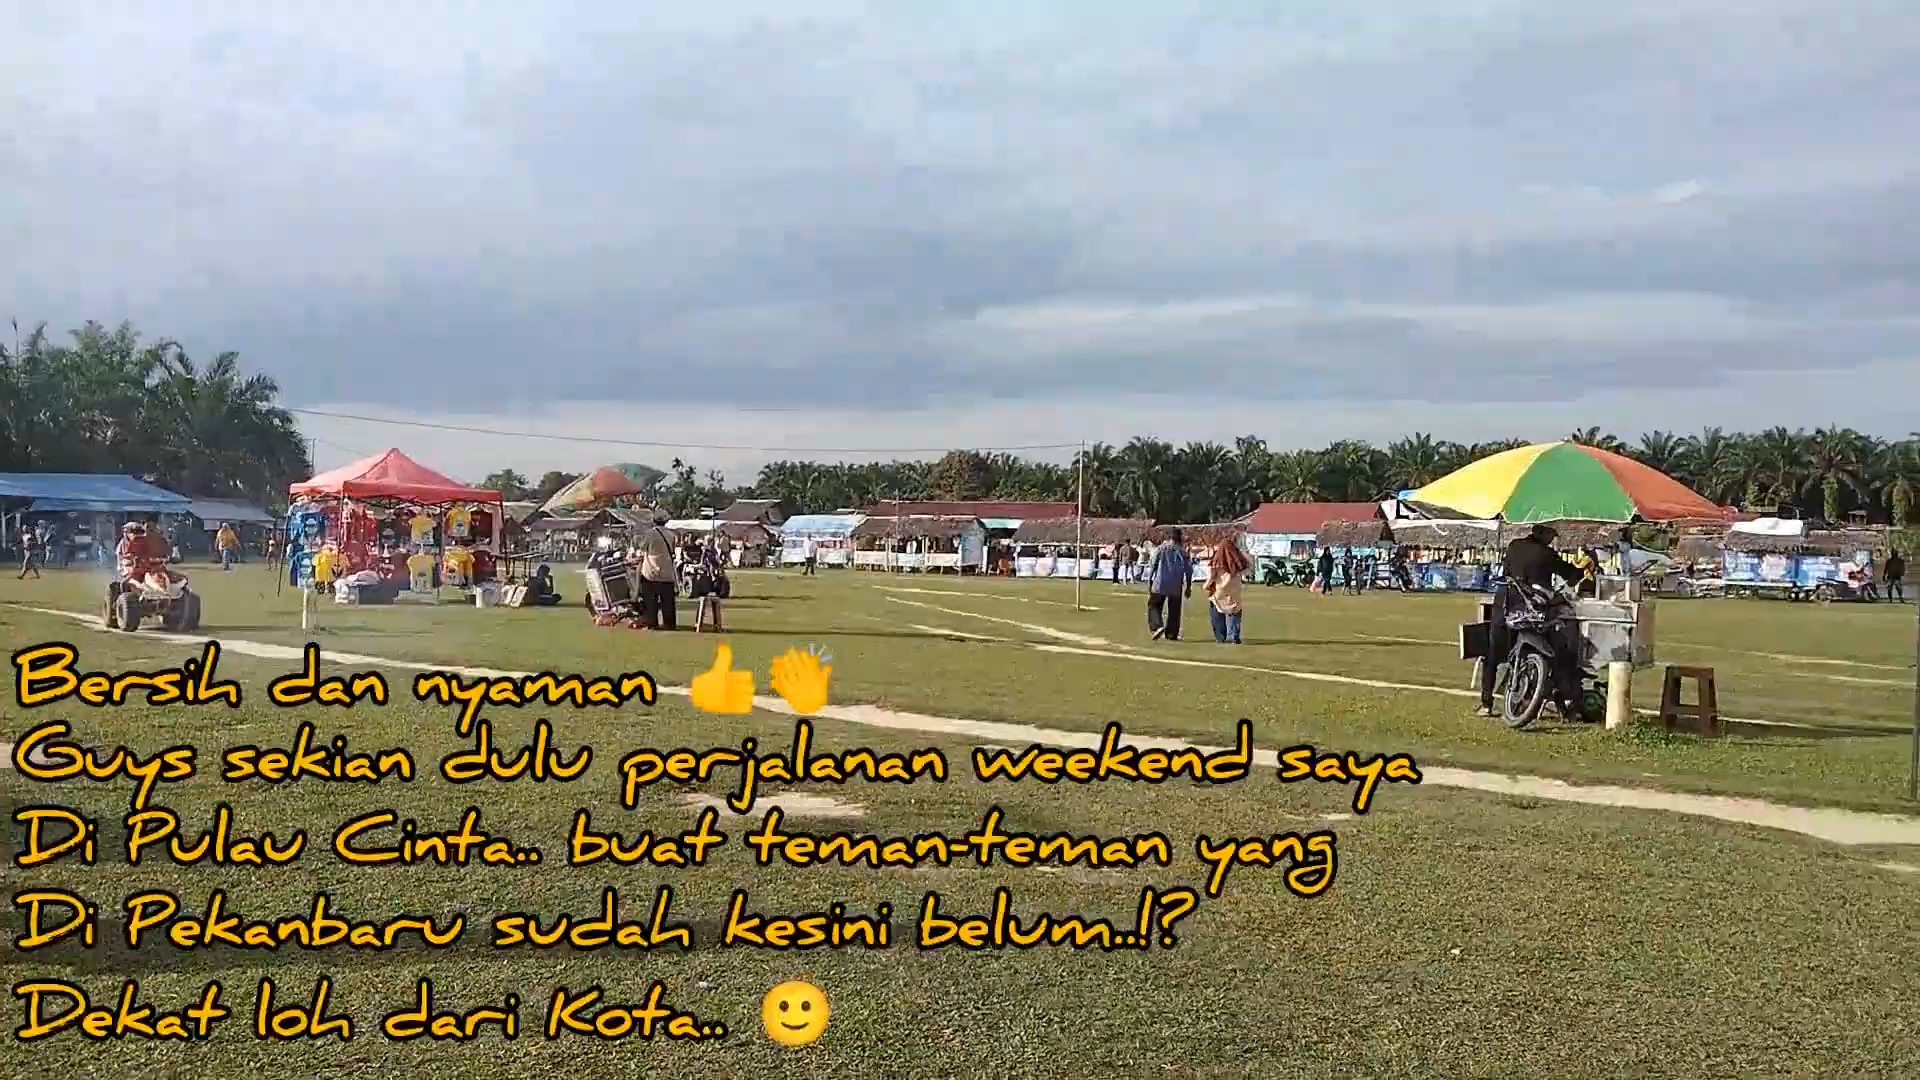 Bersih dan nyaman 👍👏
Guys sekian dulu perjalanan weekend saya
Di Pulau Cinta.. buat teman-teman yang
Di Pekanbaru sudah kesini belum..!?
Dekat loh dari Kota.. 🙂